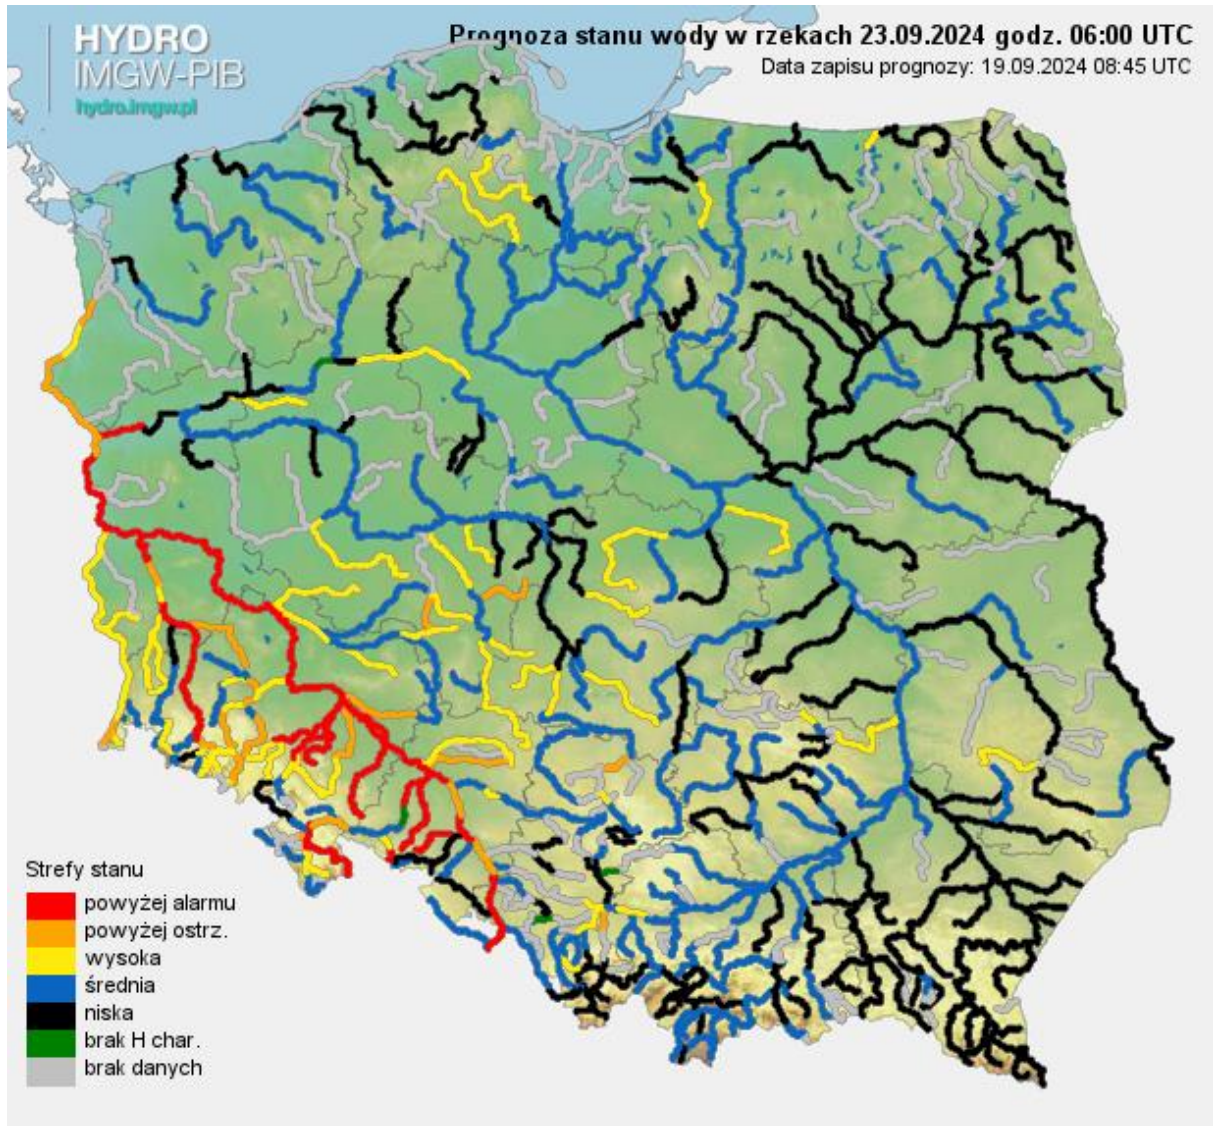 HYDRO
IMGW-PIB
hydro.imgw.pl
Prognoza stanu wody w rzekach 23.09.2024 godz. 06:00 UTC
Data zapisu prognozy: 19.09.2024 08:45 UTC
Strefy stanu
powyżej alarmu
powyżej ostrz.
wysoka
średnia
niska
brak H char.
brak danych